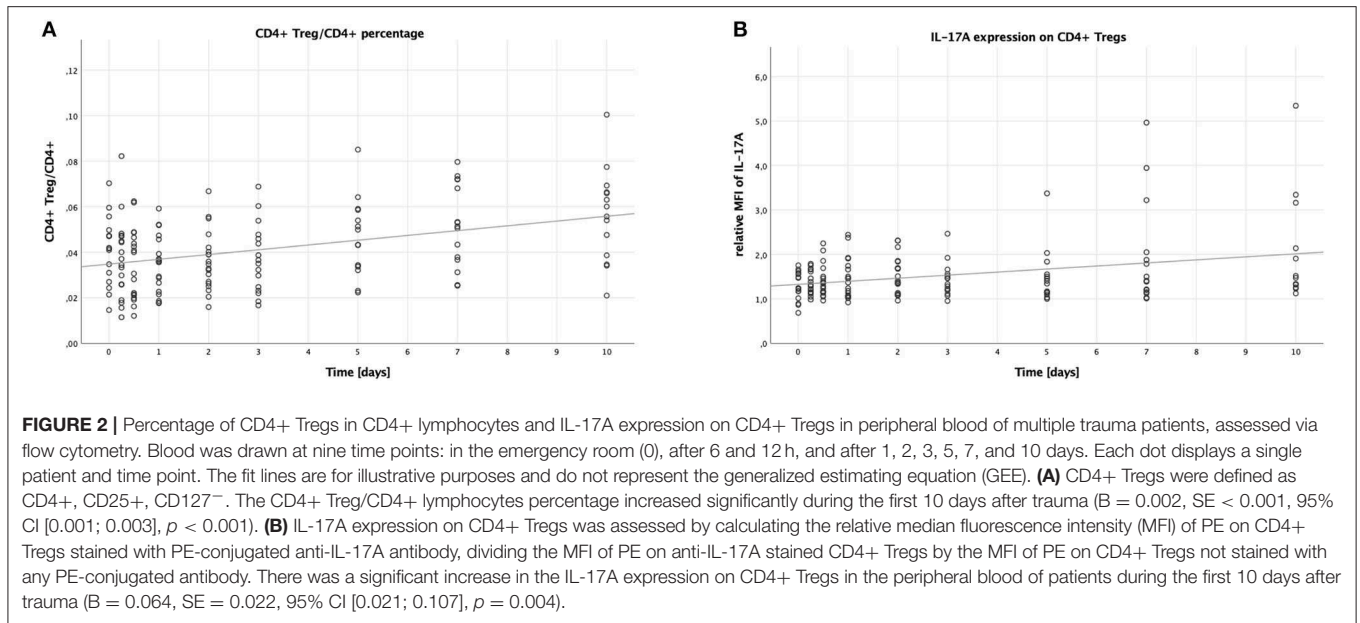 A
CD4+ Treg/CD4+ percentage
,12
,10
,08
,06
,04
,02
,00
CD4+ Treg/CD4+
0 1 2 3 4 5 6 7 8 9 10
Time [days]
B
IL-17A expression on CD4+ Tregs
6,0
5,0
4,0
3,0
2,0
1,0
,0
relative MFI of IL-17A
0 1 2 3 4 5 6 7 8 9 10
Time [days]
FIGURE 2 | Percentage of CD4+ Tregs in CD4+ lymphocytes and IL-17A expression on CD4+ Tregs in peripheral blood of multiple trauma patients, assessed via
flow cytometry. Blood was drawn at nine time points: in the emergency room (0), after 6 and 12 h, and after 1, 2, 3, 5, 7, and 10 days. Each dot displays a single
patient and time point. The fit lines are for illustrative purposes and do not represent the generalized estimating equation (GEE). (A) CD4+ Tregs were defined as
CD4+, CD25+, CD127−. The CD4+ Treg/CD4+ lymphocytes percentage increased significantly during the first 10 days after trauma (B = 0.002, SE < 0.001, 95%
CI [0.001; 0.003], p < 0.001). (B) IL-17A expression on CD4+ Tregs was assessed by calculating the relative median fluorescence intensity (MFI) of PE on CD4+
Tregs stained with PE-conjugated anti-IL-17A antibody, dividing the MFI of PE on anti-IL-17A stained CD4+ Tregs by the MFI of PE on CD4+ Tregs not stained with
any PE-conjugated antibody. There was a significant increase in the IL-17A expression on CD4+ Tregs in the peripheral blood of patients during the first 10 days after
trauma (B = 0.064, SE = 0.022, 95% CI [0.021; 0.107], p = 0.004).